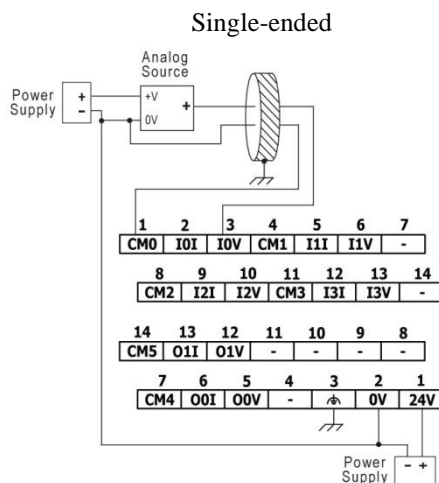 Single-ended
Analog
Source
Power
Supply
+
-
+V
0V
+
1 2 3 4 5 6 7
CM0 I0I I0V CM1 I1I I1V -
8 9 10 11 12 13 14
CM2 I2I I2V CM3 I3I I3V -
14 13 12 11 10 9 8
CM5 O1I O1V - - - -
7 6 5 4 3 2 1
CM4 O0I O0V - 0V 24V
- +
Power
Supply